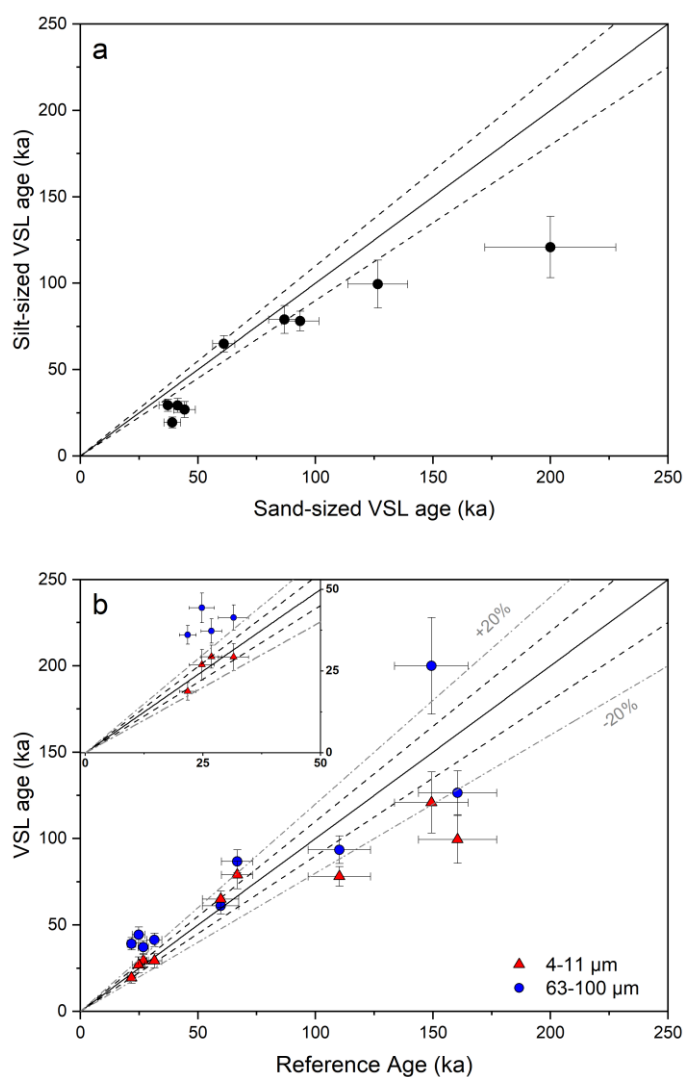 a
250
200
150
100
50
0
Silt-sized VSL age (ka)
0 50 100 150 200 250
Sand-sized VSL age (ka)
b
250
200
150
100
50
0
VSL age (ka)
50
25
0
0 25 50
+20%
-20%
4-11 µm
63-100 µm
0 50 100 150 200 250
Reference Age (ka)